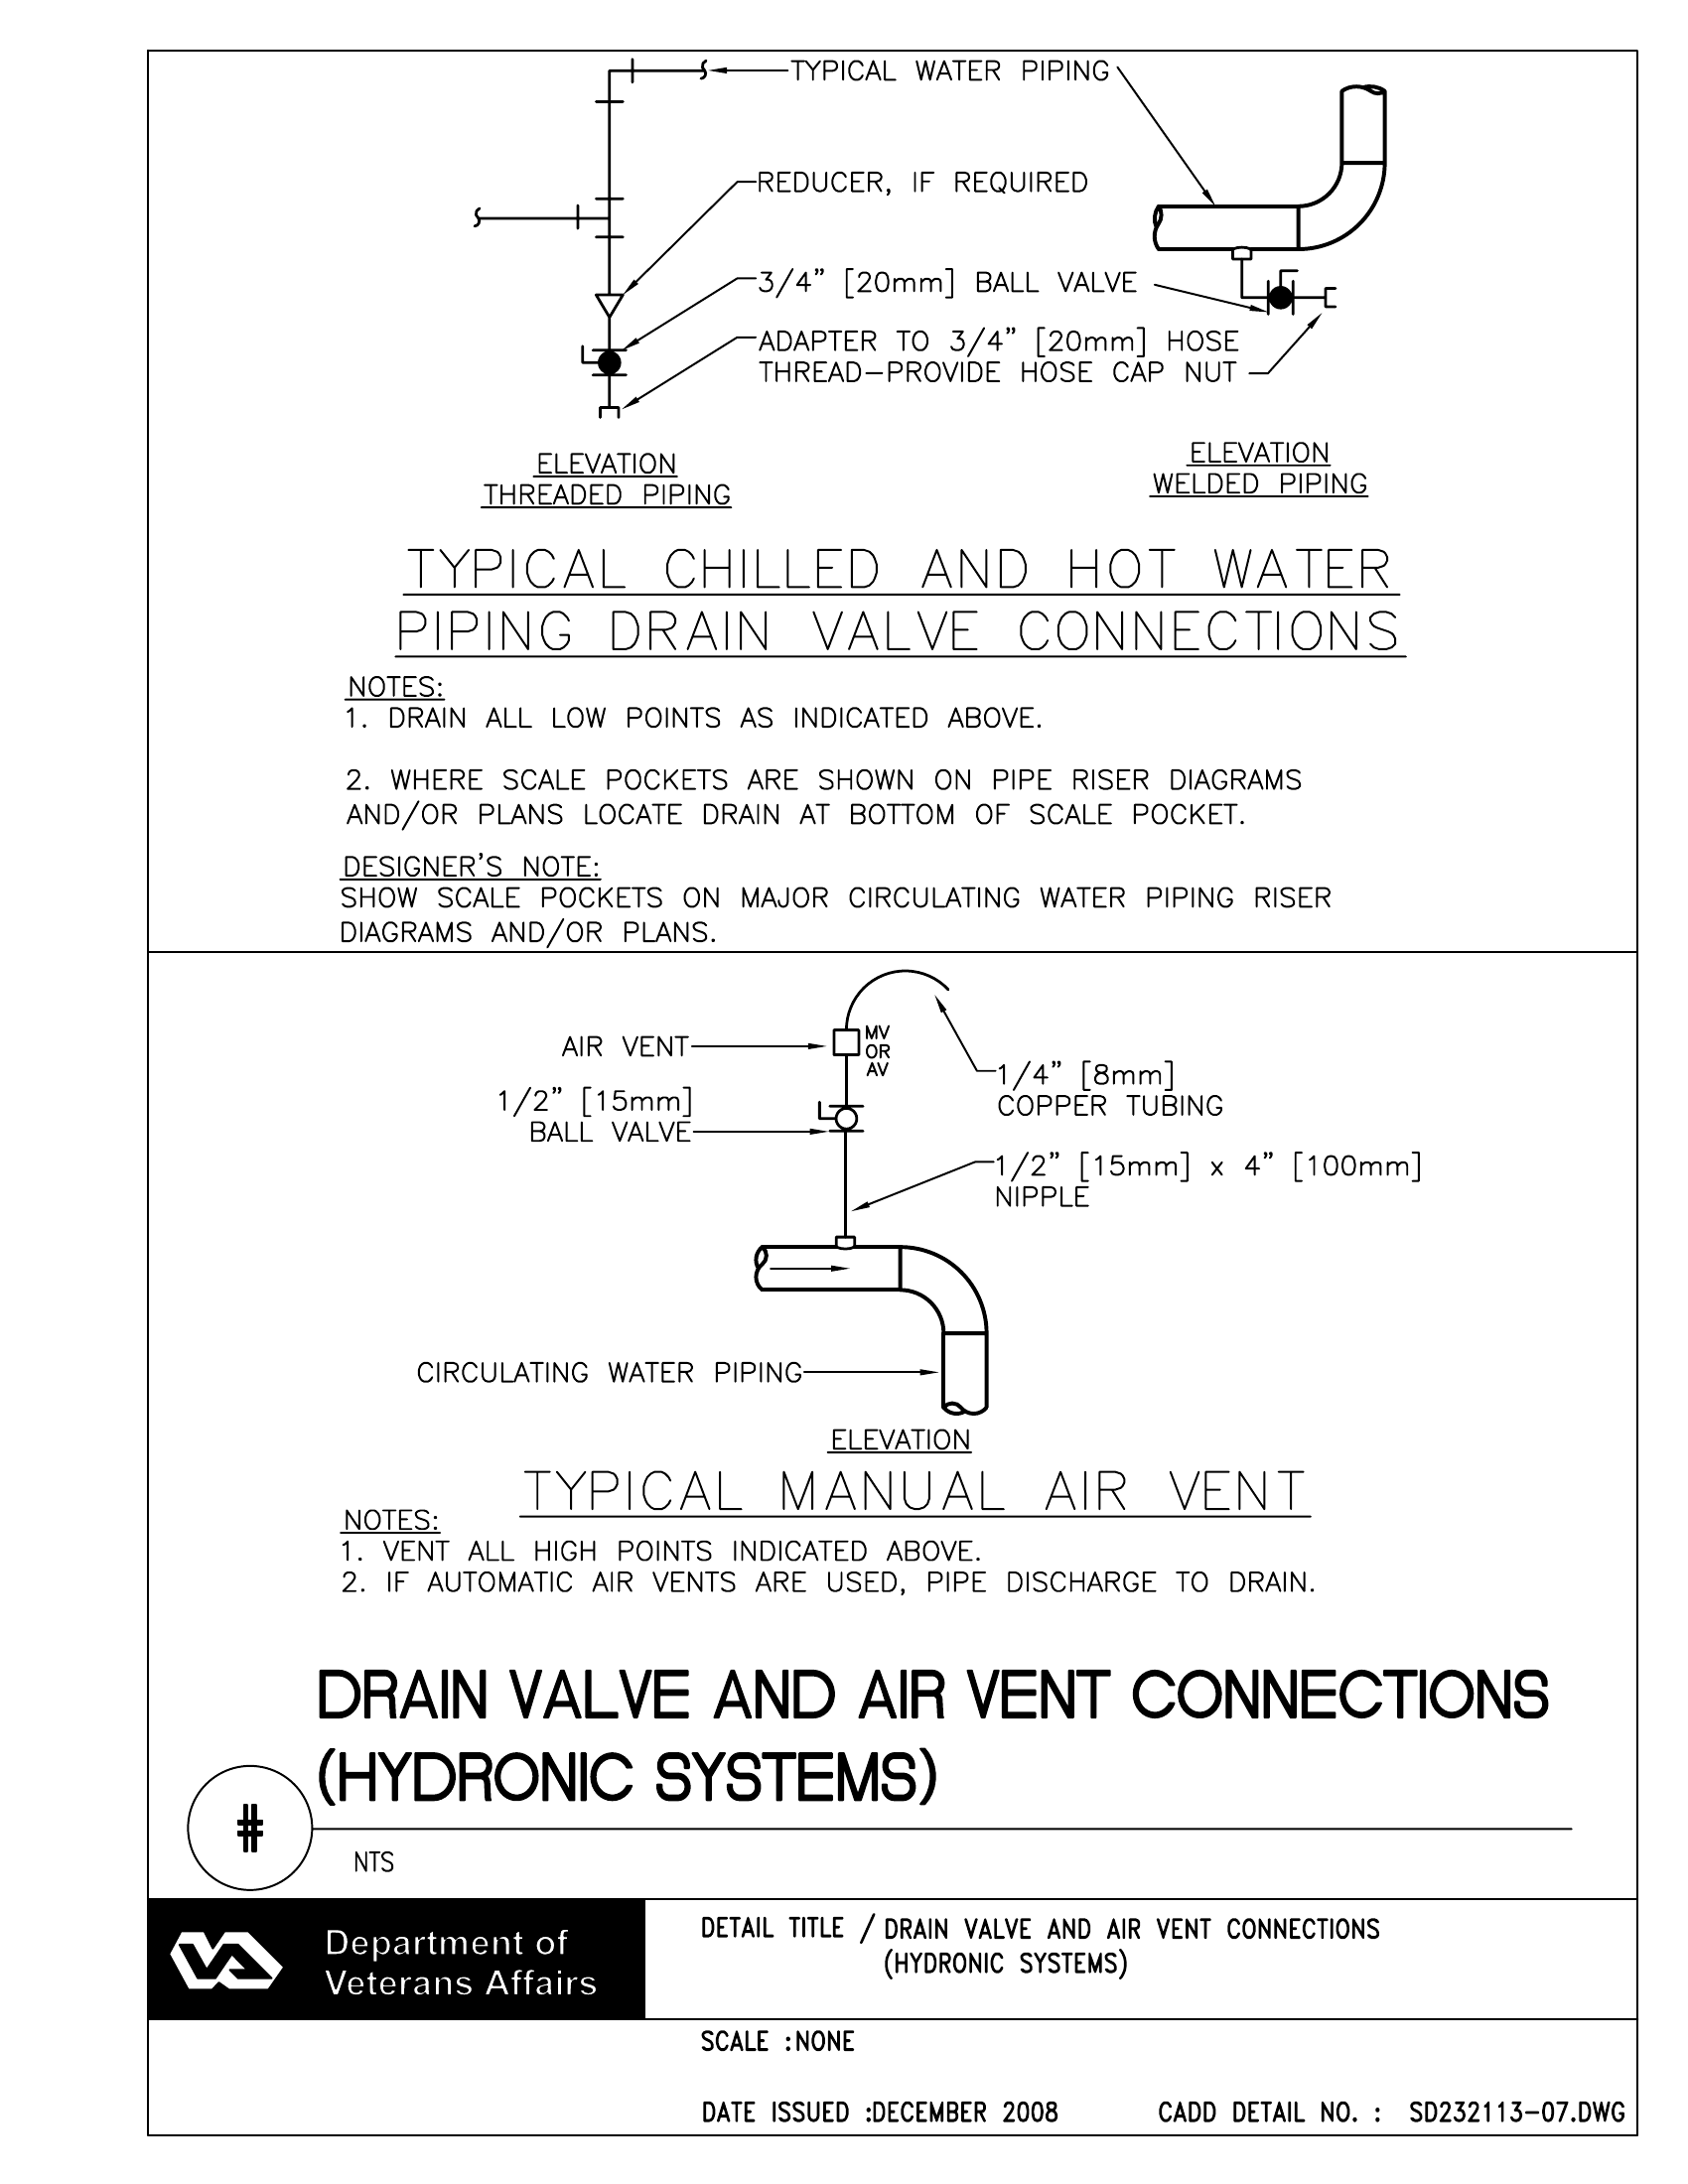 TYPICAL WATER PIPING
REDUCER, IF REQUIRED
3/4” [20mm] BALL VALVE
ADAPTER TO 3/4” [20mm] HOSE
THREAD-PROVIDE HOSE CAP NUT
ELEVATION
THREADED PIPING
ELEVATION
WELDED PIPING
TYPICAL CHILLED AND HOT WATER
PIPING DRAIN VALVE CONNECTIONS
NOTES:
1. DRAIN ALL LOW POINTS AS INDICATED ABOVE.
2. WHERE SCALE POCKETS ARE SHOWN ON PIPE RISER DIAGRAMS
AND/OR PLANS LOCATE DRAIN AT BOTTOM OF SCALE POCKET.
DESIGNER'S NOTE:
SHOW SCALE POCKETS ON MAJOR CIRCULATING WATER PIPING RISER
DIAGRAMS AND/OR PLANS.
AIR VENT
MV
OR
AV
1/4” [8mm]
COPPER TUBING
1/2” [15mm]
BALL VALVE
1/2” [15mm] x 4” [100mm]
NIPPLE
CIRCULATING WATER PIPING
ELEVATION
TYPICAL MANUAL AIR VENT
NOTES:
1. VENT ALL HIGH POINTS INDICATED ABOVE.
2. IF AUTOMATIC AIR VENTS ARE USED, PIPE DISCHARGE TO DRAIN.
DRAIN VALVE AND AIR VENT CONNECTIONS
(HYDRONIC SYSTEMS)
#
NTS
VA
Department of
Veterans Affairs
DETAIL TITLE / DRAIN VALVE AND AIR VENT CONNECTIONS
(HYDRONIC SYSTEMS)
SCALE :NONE
DATE ISSUED :DECEMBER 2008 CADD DETAIL NO. : SD232113-07.DWG